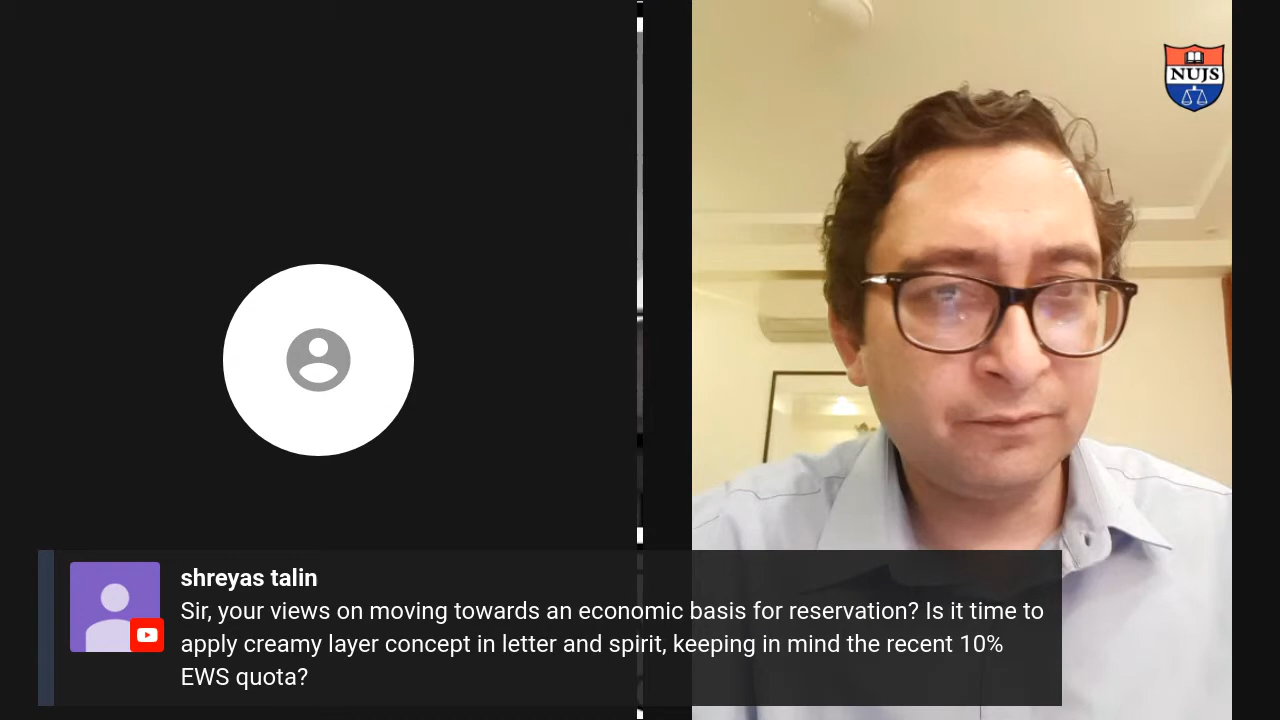 NUJS
shreyas talin
Sir, your views on moving towards an economic basis for reservation? Is it time to
apply creamy layer concept in letter and spirit, keeping in mind the recent 10%
EWS quota?